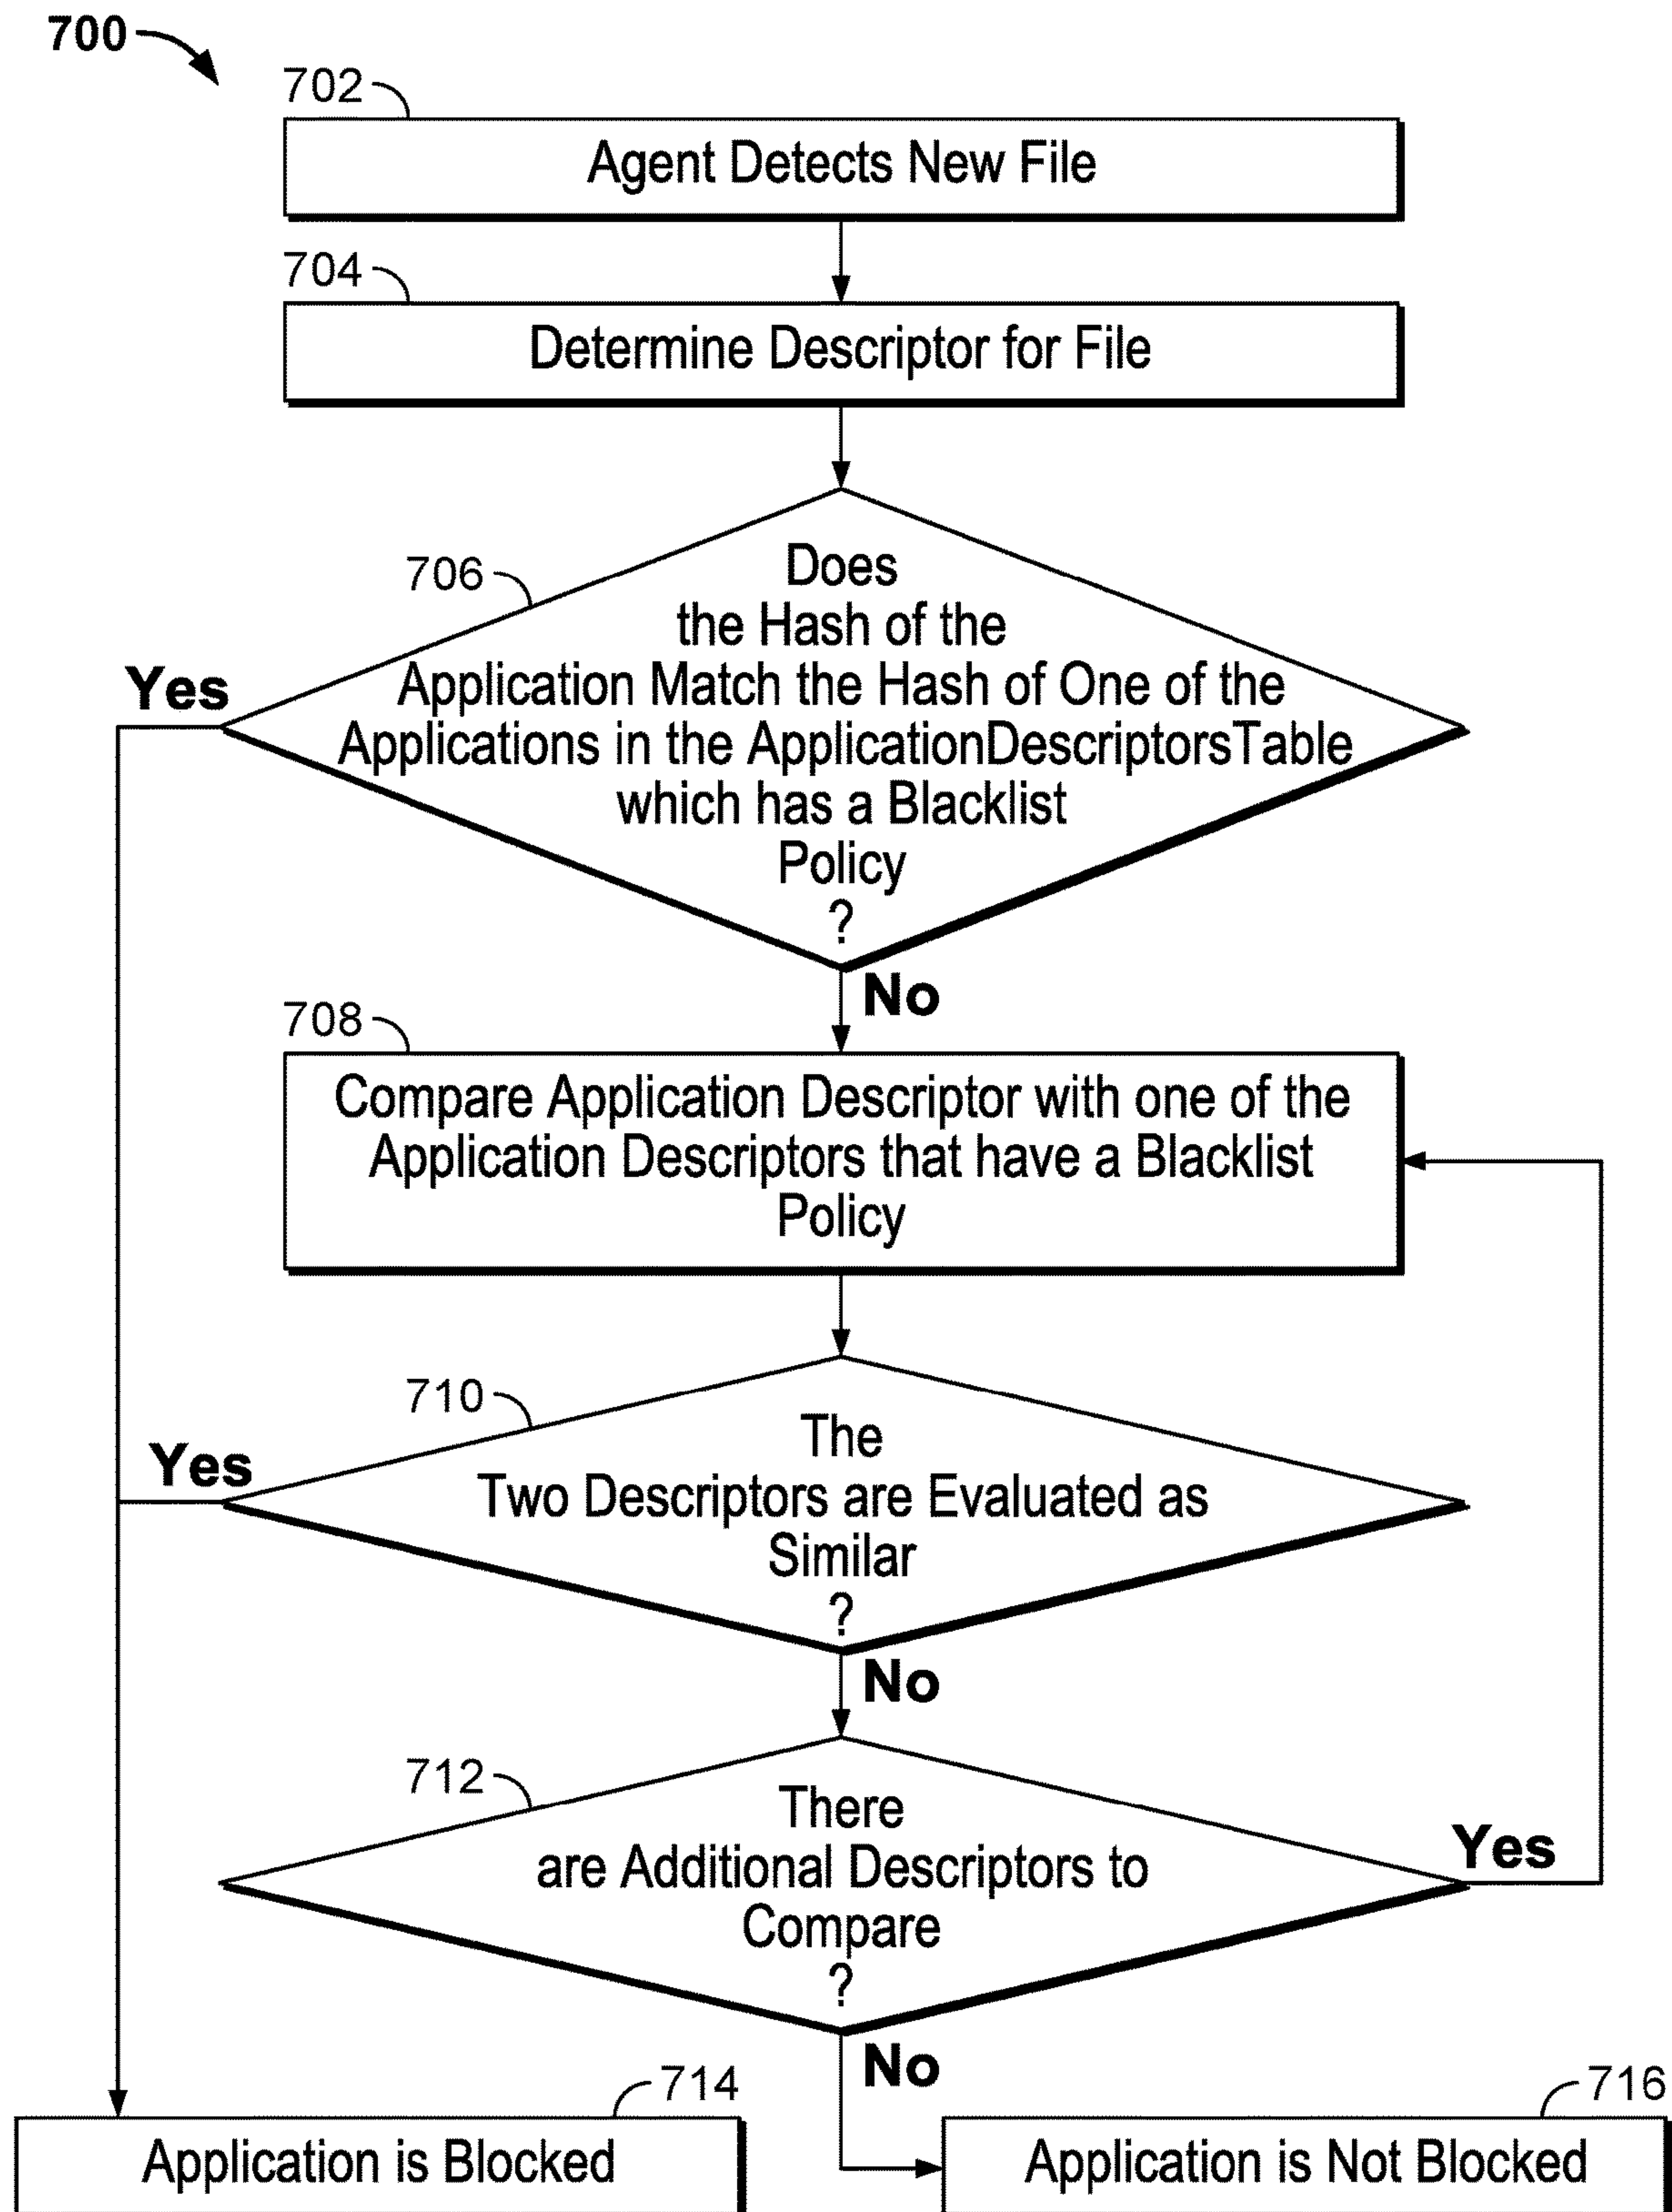 700
702
Agent Detects New File
704
Determine Descriptor for File
706
Does
the Hash of the
Application Match the Hash of One of the
Applications in the ApplicationDescriptorsTable
which has a Blacklist
Policy
?
Yes
No
708
Compare Application Descriptor with one of the
Application Descriptors that have a Blacklist
Policy
710
The
Two Descriptors are Evaluated as
Similar
?
Yes
No
712
There
are Additional Descriptors to
Compare
?
Yes
No
714
Application is Blocked
716
Application is Not Blocked